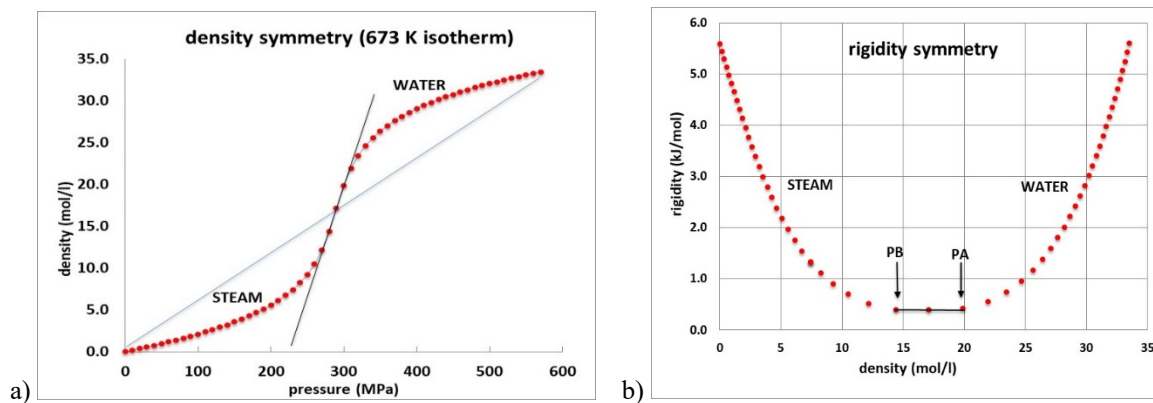 a)
density symmetry (673 K isotherm)
density (mol/l)
35.0
30.0
25.0
20.0
15.0
10.0
5.0
0.0
WATER
STEAM
0 100 200 300 400 500 600
pressure (MPa)
b)
rigidity symmetry
rigidity (kJ/mol)
6.0
5.0
4.0
3.0
2.0
1.0
0.0
STEAM
WATER
PB
PA
0 5 10 15 20 25 30 35
density (mol/l)